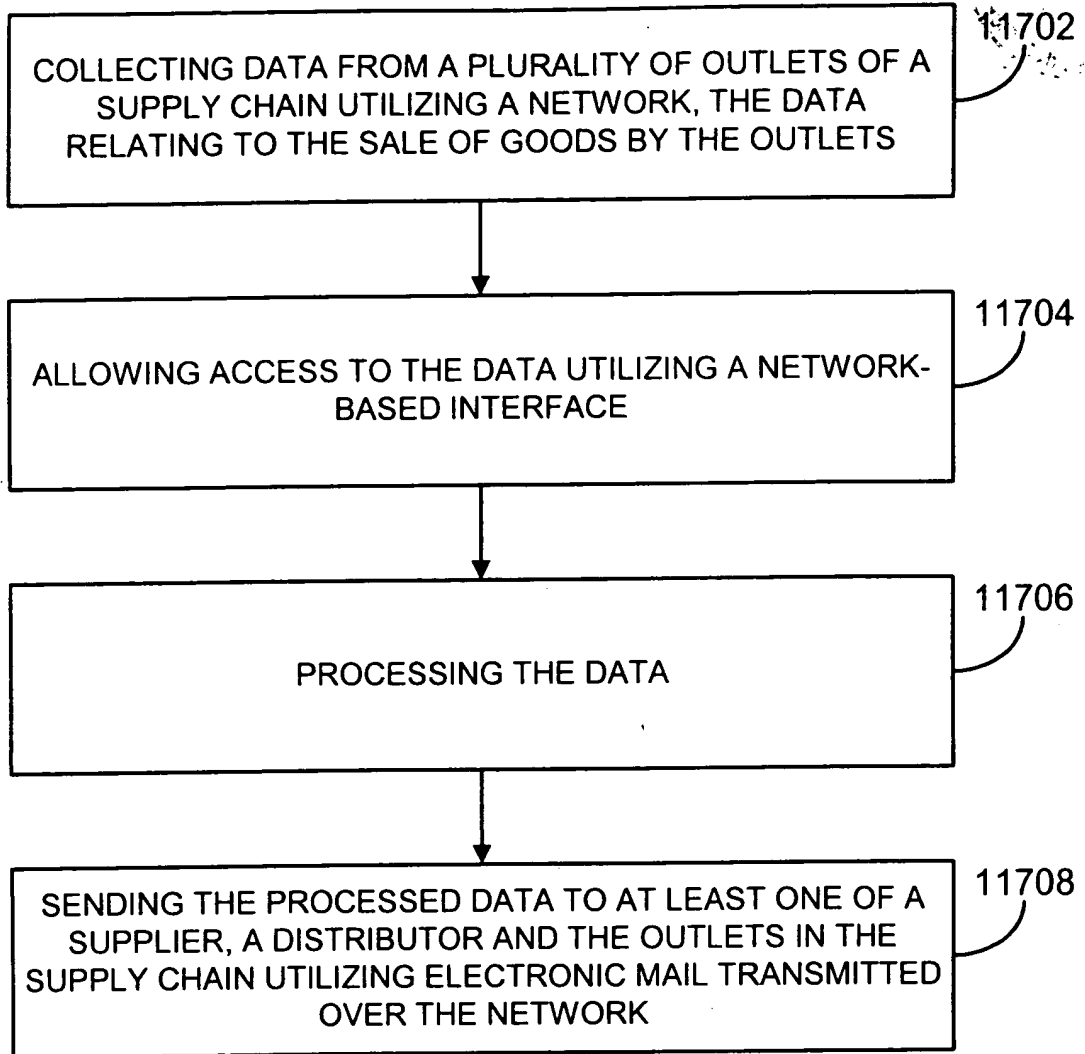 11702
COLLECTING DATA FROM A PLURALITY OF OUTLETS OF A
SUPPLY CHAIN UTILIZING A NETWORK, THE DATA
RELATING TO THE SALE OF GOODS BY THE OUTLETS
11704
ALLOWING ACCESS TO THE DATA UTILIZING A NETWORK-
BASED INTERFACE
11706
PROCESSING THE DATA
11708
SENDING THE PROCESSED DATA TO AT LEAST ONE OF A
SUPPLIER, A DISTRIBUTOR AND THE OUTLETS IN THE
SUPPLY CHAIN UTILIZING ELECTRONIC MAIL TRANSMITTED
OVER THE NETWORK